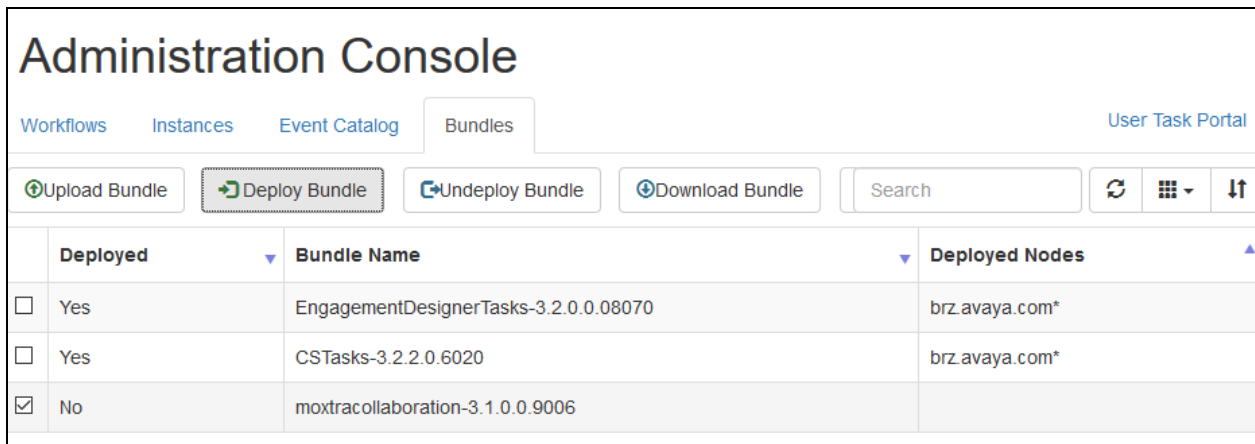 Administration Console
Workflows Instances Event Catalog Bundles User Task Portal
Upload Bundle Deploy Bundle Undeploy Bundle Download Bundle Search
Deployed Bundle Name Deployed Nodes
Yes EngagementDesignerTasks-3.2.0.0.08070 brz.avaya.com*
Yes CSTasks-3.2.2.0.6020 brz.avaya.com*
No moxtracollaboration-3.1.0.0.9006